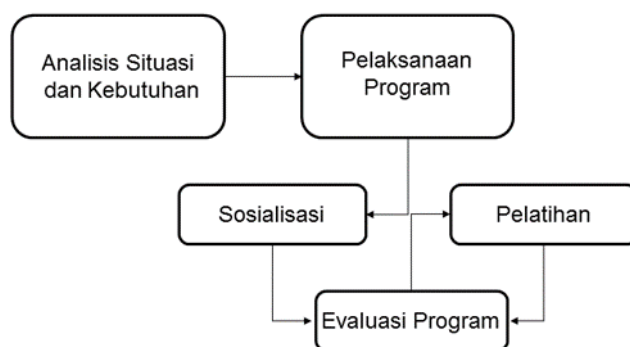 Analisis Situasi
dan Kebutuhan
Pelaksanaan
Program
Sosialisasi
Pelatihan
Evaluasi Program